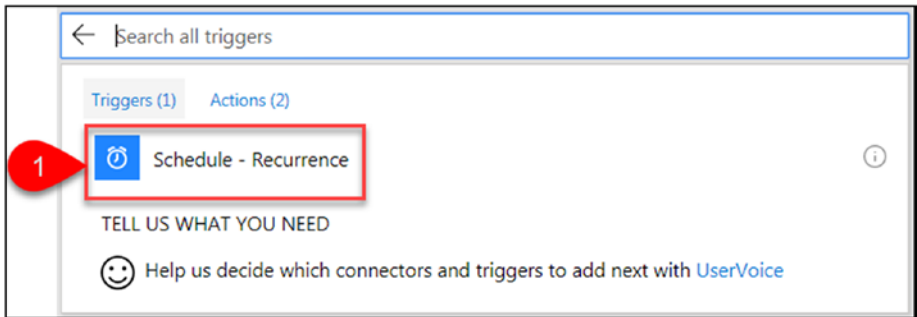 Search all triggers
Triggers (1) Actions (2)
1
Schedule - Recurrence
TELL US WHAT YOU NEED
Help us decide which connectors and triggers to add next with UserVoice